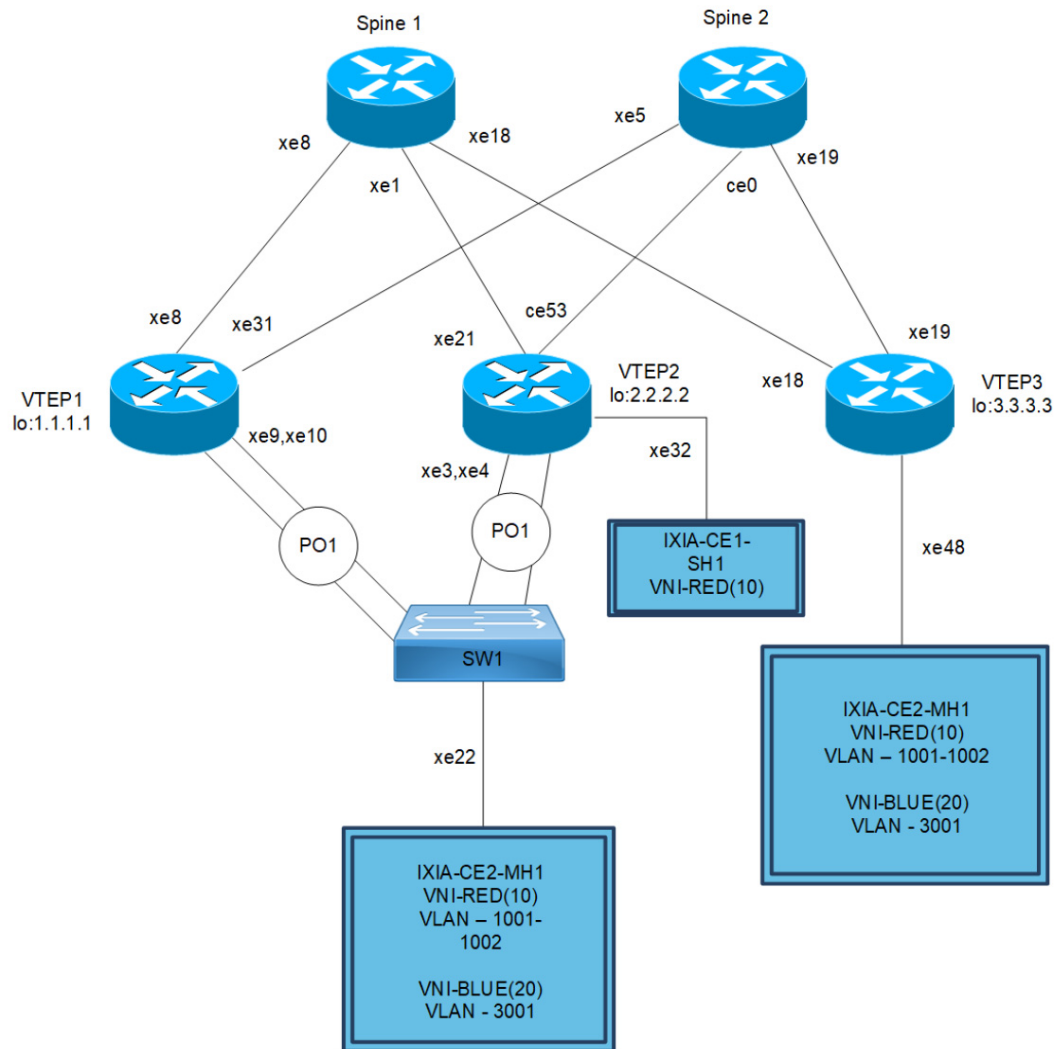 Spine 1
Spine 2
xe8
xe1
xe18
xe5
ce0
xe19
xe8
xe31
ce53
xe21
xe19
xe18
VTEP1
lo:1.1.1.1
VTEP2
lo:2.2.2.2
VTEP3
lo:3.3.3.3
xe9,xe10
xe3,xe4
xe32
xe48
PO1
PO1
IXIA-CE1-
SH1
VNI-RED(10)
SW1
xe22
IXIA-CE2-MH1
VNI-RED(10)
VLAN – 1001-1002
VNI-BLUE(20)
VLAN - 3001
IXIA-CE2-MH1
VNI-RED(10)
VLAN – 1001-
1002
VNI-BLUE(20)
VLAN - 3001